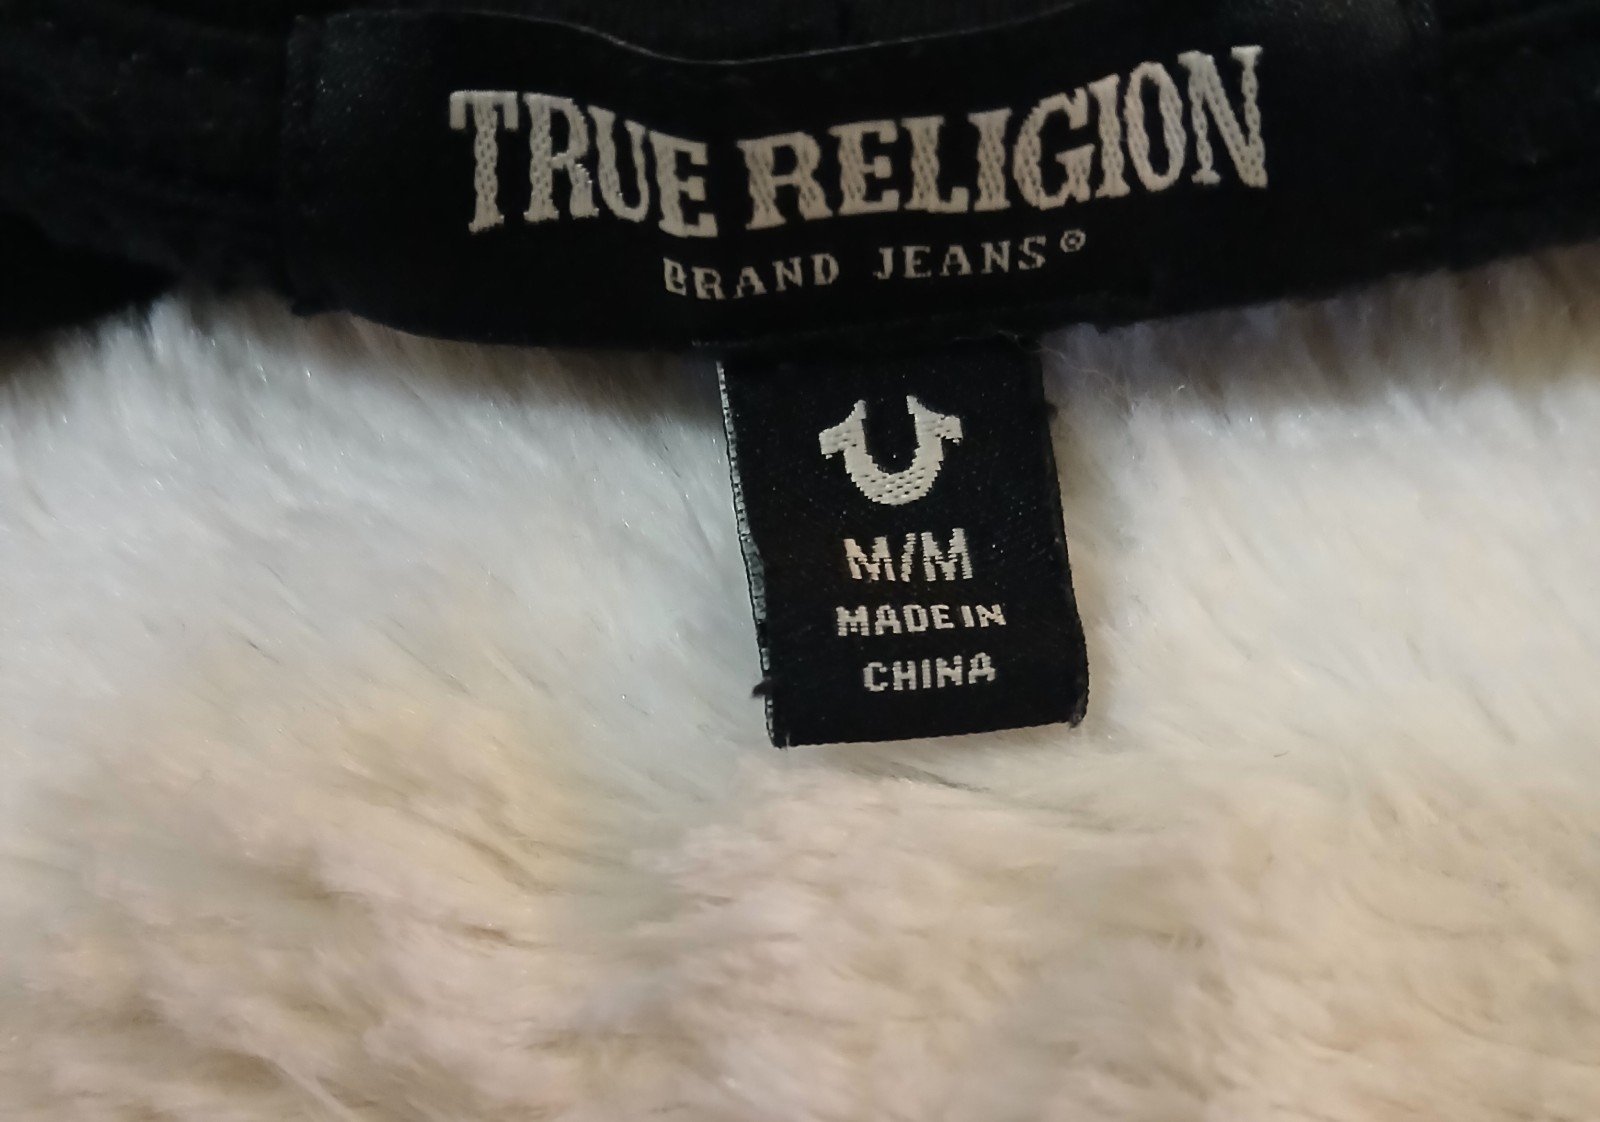 TRUE RELIGION
BRAND JEANS®
M/M
MADE IN
CHINA